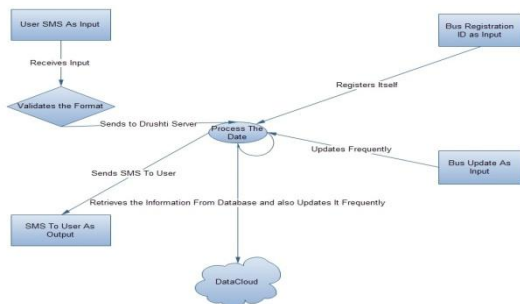 User SMS As Input
Bus Registration
ID as Input
Receives Input
Registers Itself
Validates the Format
Sends to Drushti Server
Process The
Date
Updates Frequently
Bus Update As
Input
Sends SMS To User
Retrieves the Information From Database and also Updates It Frequently
SMS To User As
Output
DataCloud